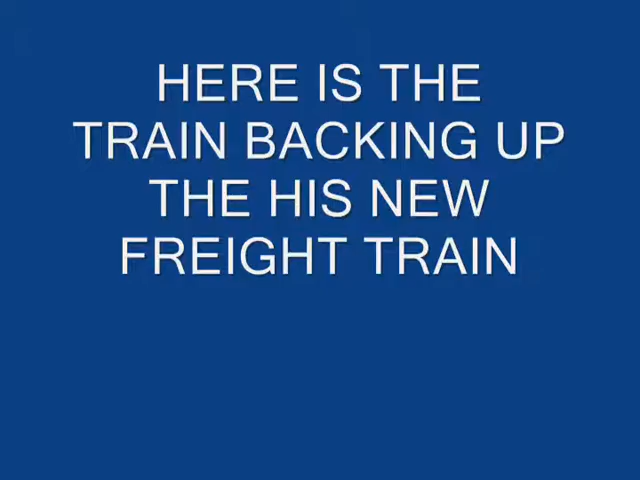 HERE IS THE
TRAIN BACKING UP
THE HIS NEW
FREIGHT TRAIN